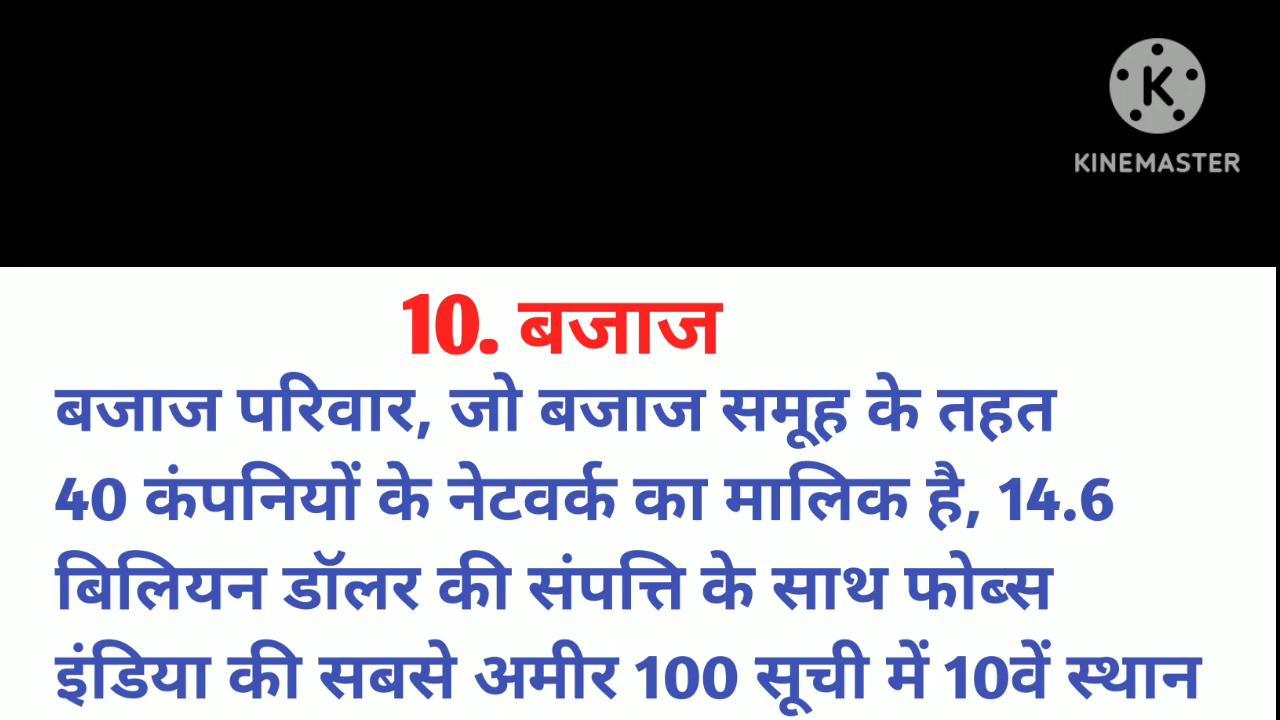 KINEMASTER
10. बजाज
बजाज परिवार, जो बजाज समूह के तहत
40 कंपनियों के नेटवर्क का मालिक है, 14.6
बिलियन डॉलर की संपत्ति के साथ फोब्स
इंडिया की सबसे अमीर 100 सूची में 10वें स्थान